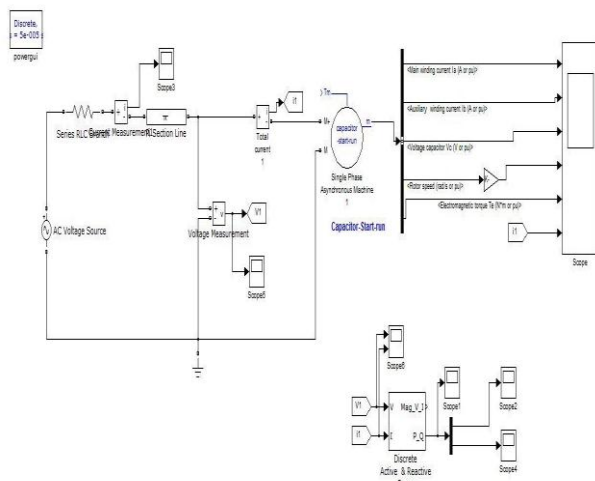 Discrete,
s = 5e-005 s
powergui
Scope3
Series RLC Branch
Current Measurement1
PI Section Line
i1
Total
current
1
Tm
M+
M
m
capacitor
-start-run
Single Phase
Asynchronous Machine
1
Capacitor-Start-run
<Main winding current Ia (A or pu)>
<Auxiliary winding current Ib (A or pu)>
<Voltage capacitor Vc (V or pu)>
<Rotor speed (rad/s or pu)>
<Electromagnetic torque Te (N*m or pu)>
i1
Scope
AC Voltage Source
V1
Voltage Measurement
Scope5
Scope6
V1
i1
V
I
Mag_V_I
P_Q
Scope1
Scope2
Scope4
Discrete
Active & Reactive